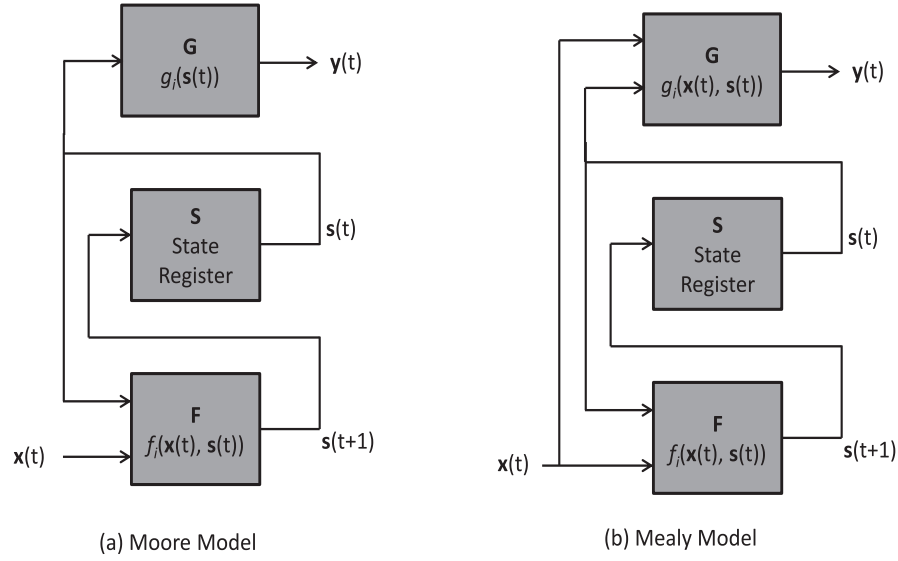 G
gi(s(t))
y(t)
S
State
Register
s(t)
F
fi(x(t), s(t))
x(t)
s(t+1)
(a) Moore Model
G
gi(x(t), s(t))
y(t)
S
State
Register
s(t)
F
fi(x(t), s(t))
x(t)
s(t+1)
(b) Mealy Model